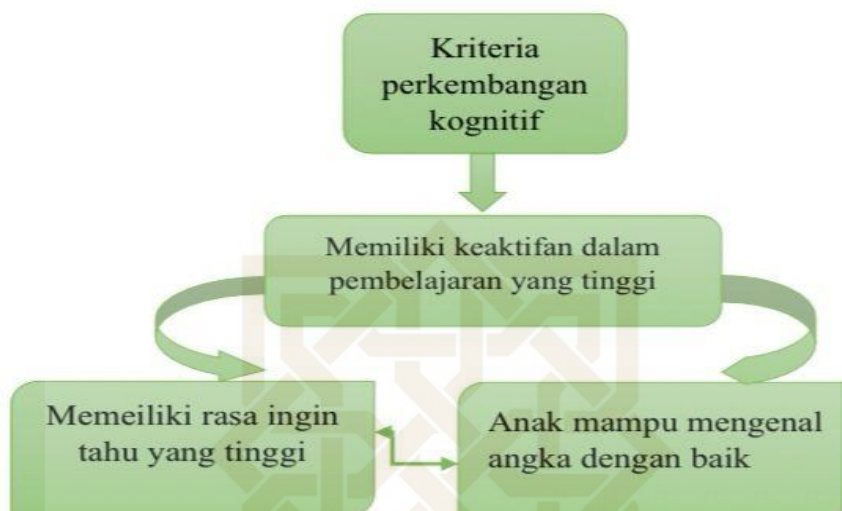 Kriteria
perkembangan
kognitif
Memiliki keaktifan dalam
pembelajaran yang tinggi
Memeiliki rasa ingin
tahu yang tinggi
Anak mampu mengenal
angka dengan baik